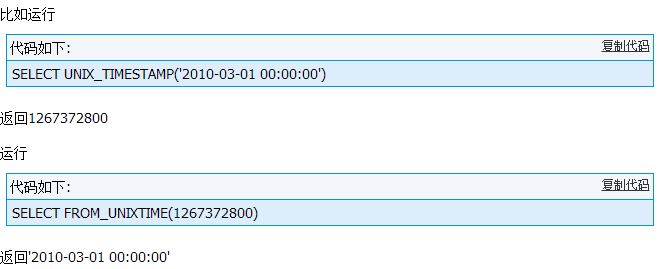 比如运行
代码如下:
复制代码
SELECT UNIX_TIMESTAMP('2010-03-01 00:00:00')
返回1267372800
运行
代码如下:
复制代码
SELECT FROM_UNIXTIME(1267372800)
返回'2010-03-01 00:00:00'